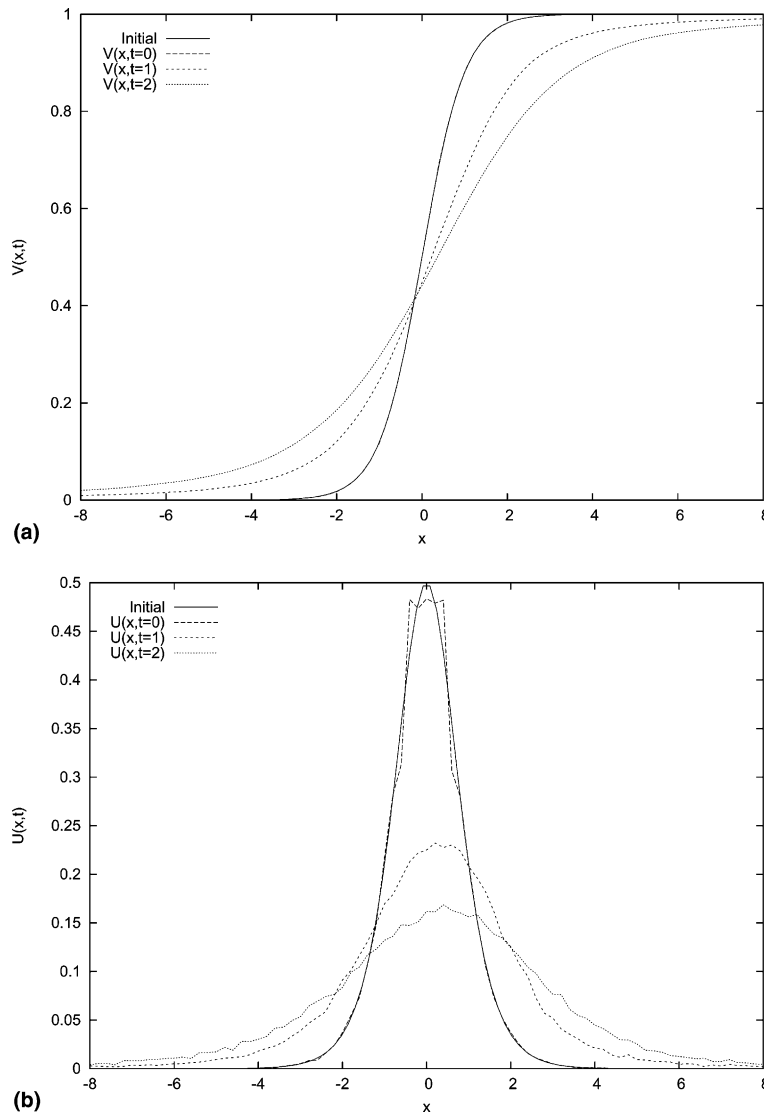 1
0.8
0.6
0.4
0.2
0
V(x,t)
Initial
V(x,t=0)
V(x,t=1)
V(x,t=2)
-8 -6 -4 -2 0 2 4 6 8
x
(a)
0.5
0.45
0.4
0.35
0.3
0.25
0.2
0.15
0.1
0.05
0
U(x,t)
Initial
U(x,t=0)
U(x,t=1)
U(x,t=2)
-8 -6 -4 -2 0 2 4 6 8
x
(b)